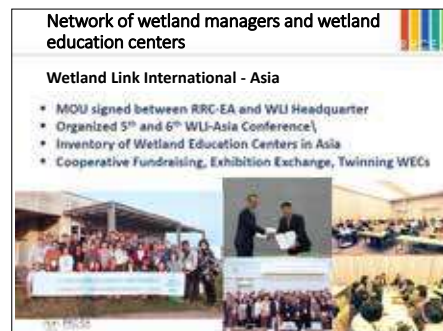 Network of wetland managers and wetland
education centers
Wetland Link International - Asia
• MOU signed between RRC-EA and WLI Headquarter
• Organized 5th and 6th WLI-Asia Conference\
• Inventory of Wetland Education Centers in Asia
• Cooperative Fundraising, Exhibition Exchange, Twinning WECs